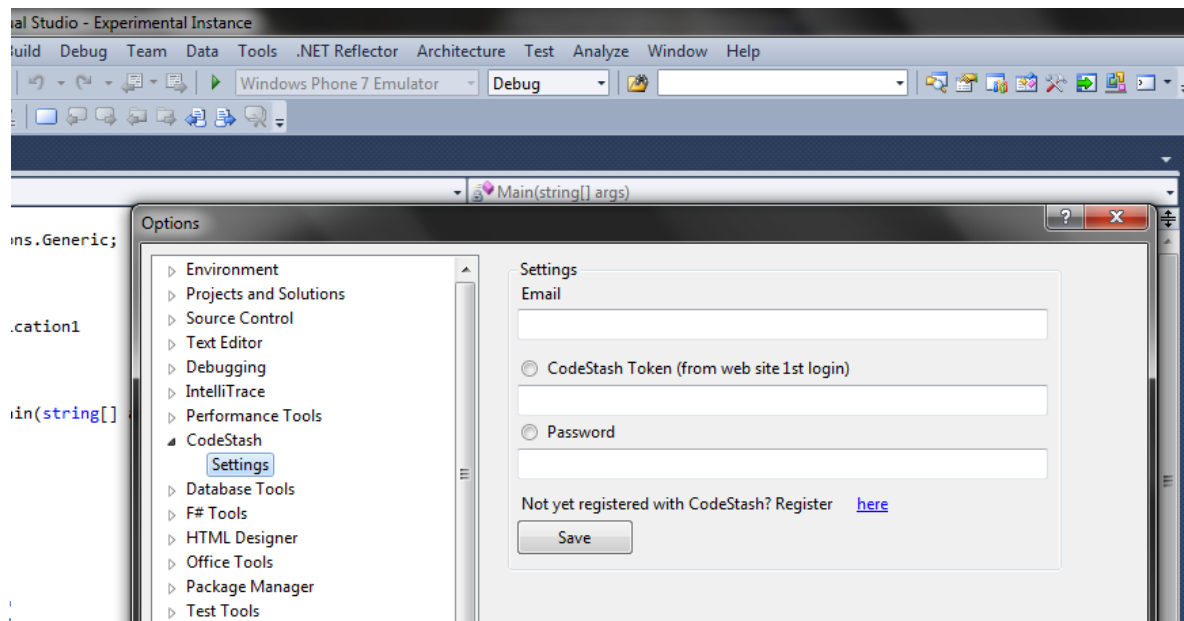 ual Studio - Experimental Instance
Build Debug Team Data Tools .NET Reflector Architecture Test Analyze Window Help
Windows Phone 7 Emulator Debug
Main(string[] args)
Options
ons.Generic;
Environment
Projects and Solutions
Source Control
ication1
Text Editor
Debugging
IntelliTrace
Performance Tools
ain(string[] a
CodeStash
Settings
Database Tools
F# Tools
HTML Designer
Office Tools
Package Manager
Test Tools
Settings
Email
CodeStash Token (from web site 1st login)
Password
Not yet registered with CodeStash? Register here
Save